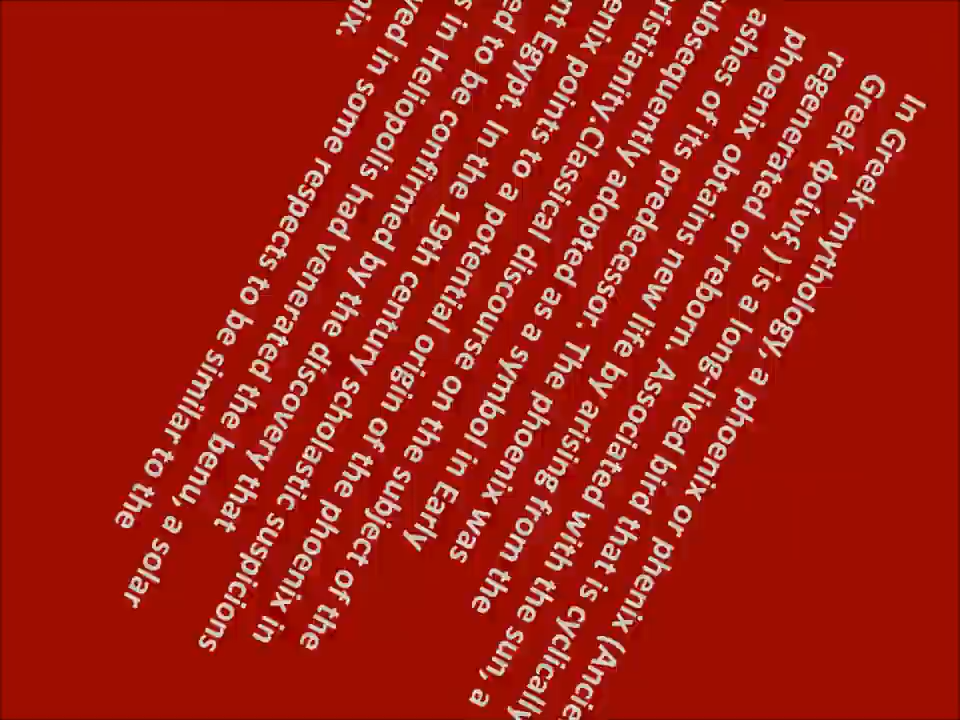 In Greek mythology, a phoenix or phenix (Ancie
Greek φοίνιξ ) is a long-lived bird that is cyclically
regenerated or reborn. Associated with the sun, a
phoenix obtains new life by arising from the
ashes of its predecessor. The phoenix was
ubsequently adopted as a symbol in Early
ristianity.Classical discourse on the subject of the
enix points to a potential origin of the phoenix in
nt Egypt. In the 19th century scholastic suspicions
ed to be confirmed by the discovery that
s in Heliopolis had venerated the benu, a solar
ved in some respects to be similar to the
nix.